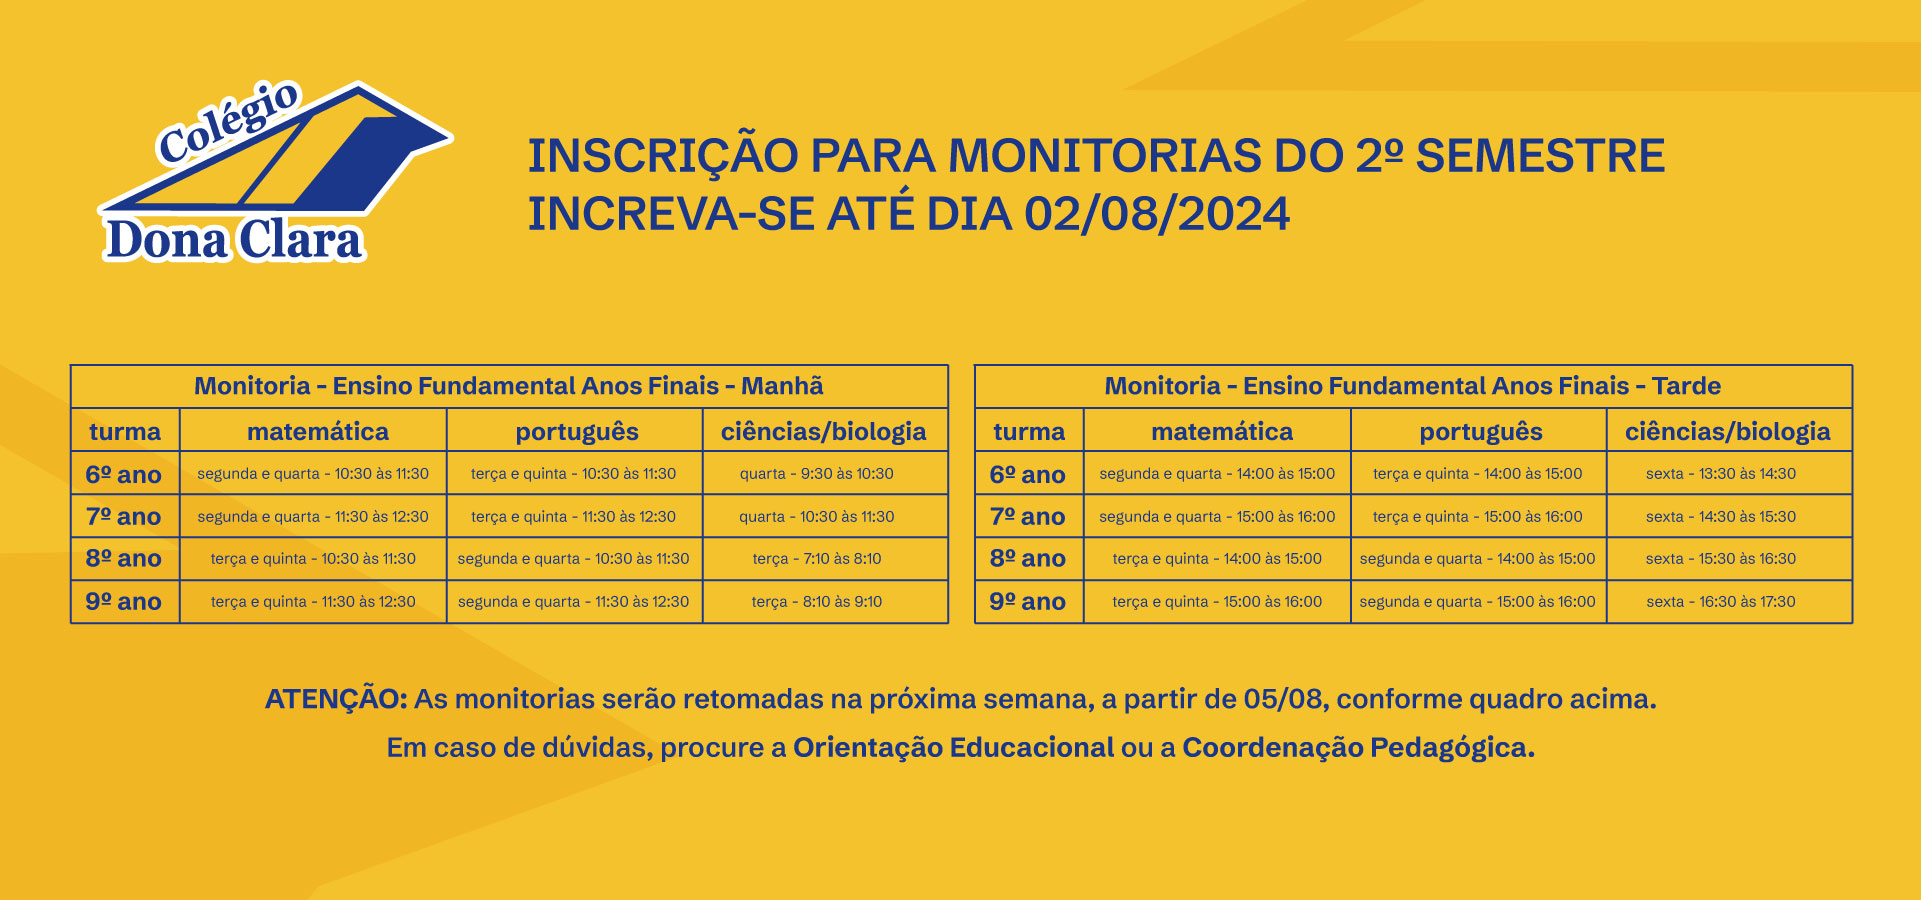 Colégio
Dona Clara
INSCRIÇÃO PARA MONITORIAS DO 2º SEMESTRE
INCREVA-SE ATÉ DIA 02/08/2024
Monitoria - Ensino Fundamental Anos Finais - Manhã
turma matemática português ciências/biologia
6º ano segunda e quarta - 10:30 às 11:30 terça e quinta - 10:30 às 11:30 quarta - 9:30 às 10:30
7º ano segunda e quarta - 11:30 às 12:30 terça e quinta - 11:30 às 12:30 quarta - 10:30 às 11:30
8º ano terça e quinta - 10:30 às 11:30 segunda e quarta - 10:30 às 11:30 terça - 7:10 às 8:10
9º ano terça e quinta - 11:30 às 12:30 segunda e quarta - 11:30 às 12:30 terça - 8:10 às 9:10
Monitoria - Ensino Fundamental Anos Finais - Tarde
turma matemática português ciências/biologia
6º ano segunda e quarta - 14:00 às 15:00 terça e quinta - 14:00 às 15:00 sexta - 13:30 às 14:30
7º ano segunda e quarta - 15:00 às 16:00 terça e quinta - 15:00 às 16:00 sexta - 14:30 às 15:30
8º ano terça e quinta - 14:00 às 15:00 segunda e quarta - 14:00 às 15:00 sexta - 15:30 às 16:30
9º ano terça e quinta - 15:00 às 16:00 segunda e quarta - 15:00 às 16:00 sexta - 16:30 às 17:30
ATENÇÃO: As monitorias serão retomadas na próxima semana, a partir de 05/08, conforme quadro acima.
Em caso de dúvidas, procure a Orientação Educacional ou a Coordenação Pedagógica.